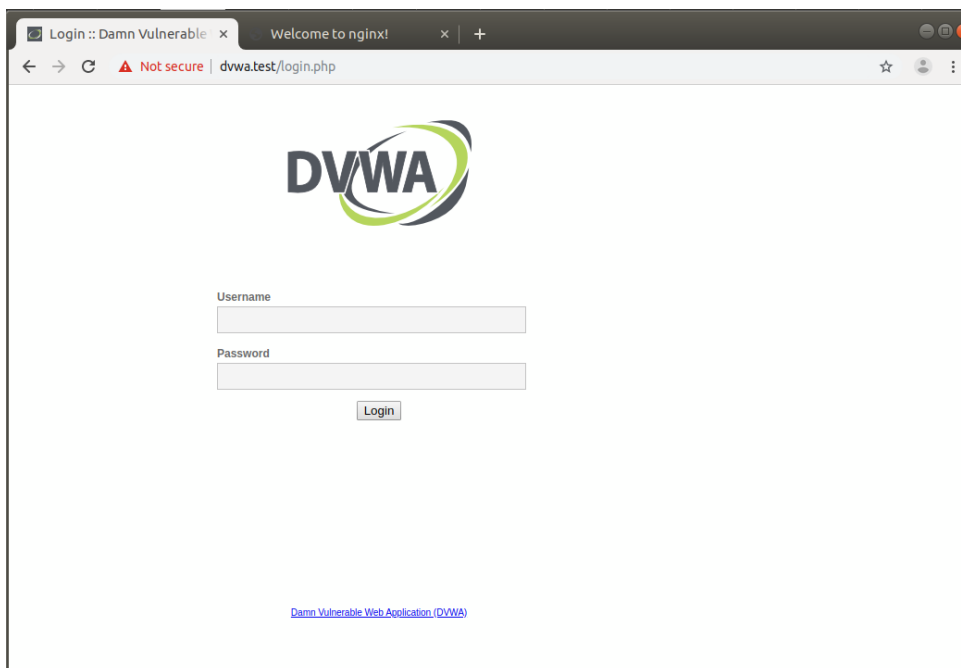 Login :: Damn Vulnerable Welcome to nginx!
Not secure | dvwa.test/login.php
DVWA
Username
Password
Login
Damn Vulnerable Web Application (DVWA)